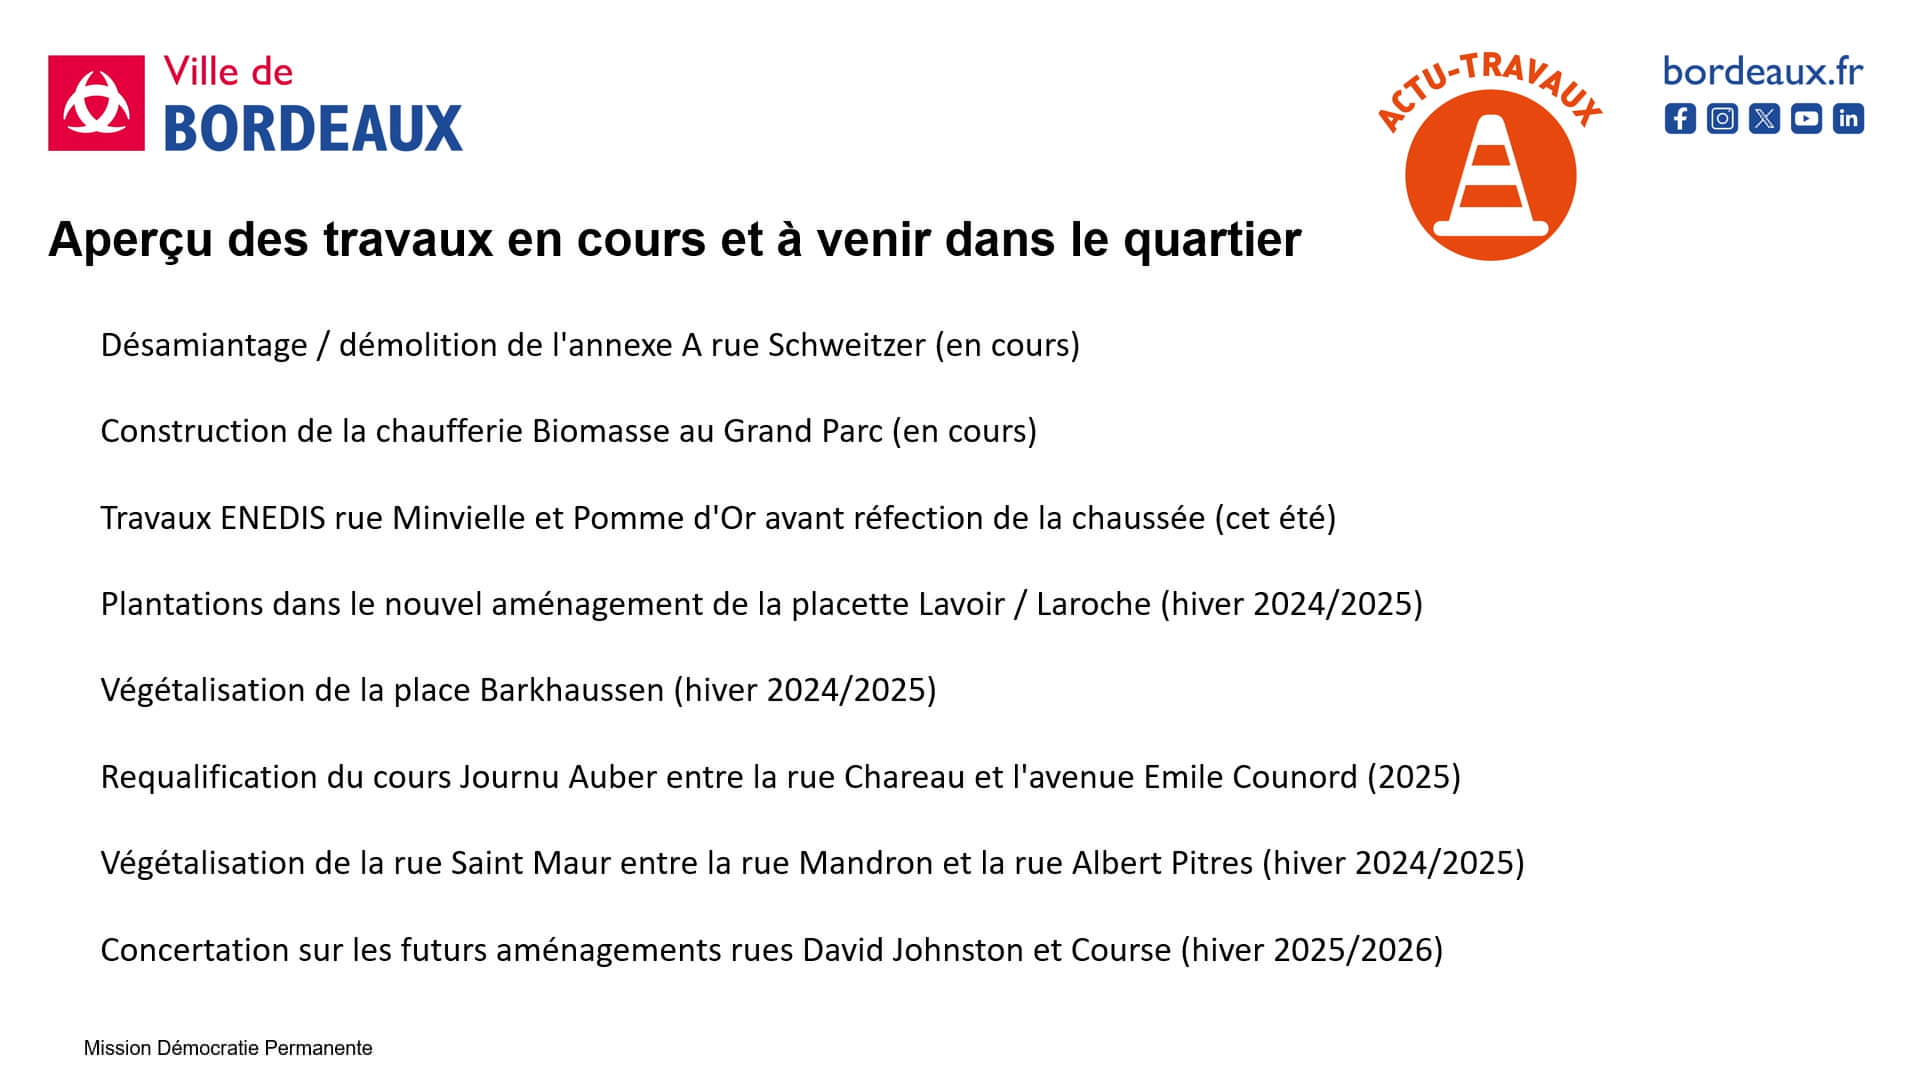 Ville de
BORDEAUX
ACTU-TRAVAUX
bordeaux.fr
Aperçu des travaux en cours et à venir dans le quartier
Désamiantage / démolition de l'annexe A rue Schweitzer (en cours)
Construction de la chaufferie Biomasse au Grand Parc (en cours)
Travaux ENEDIS rue Minvielle et Pomme d'Or avant réfection de la chaussée (cet été)
Plantations dans le nouvel aménagement de la placette Lavoir / Laroche (hiver 2024/2025)
Végétalisation de la place Barkhaussen (hiver 2024/2025)
Requalification du cours Journu Auber entre la rue Chareau et l'avenue Emile Counord (2025)
Végétalisation de la rue Saint Maur entre la rue Mandron et la rue Albert Pitres (hiver 2024/2025)
Concertation sur les futurs aménagements rues David Johnston et Course (hiver 2025/2026)
Mission Démocratie Permanente